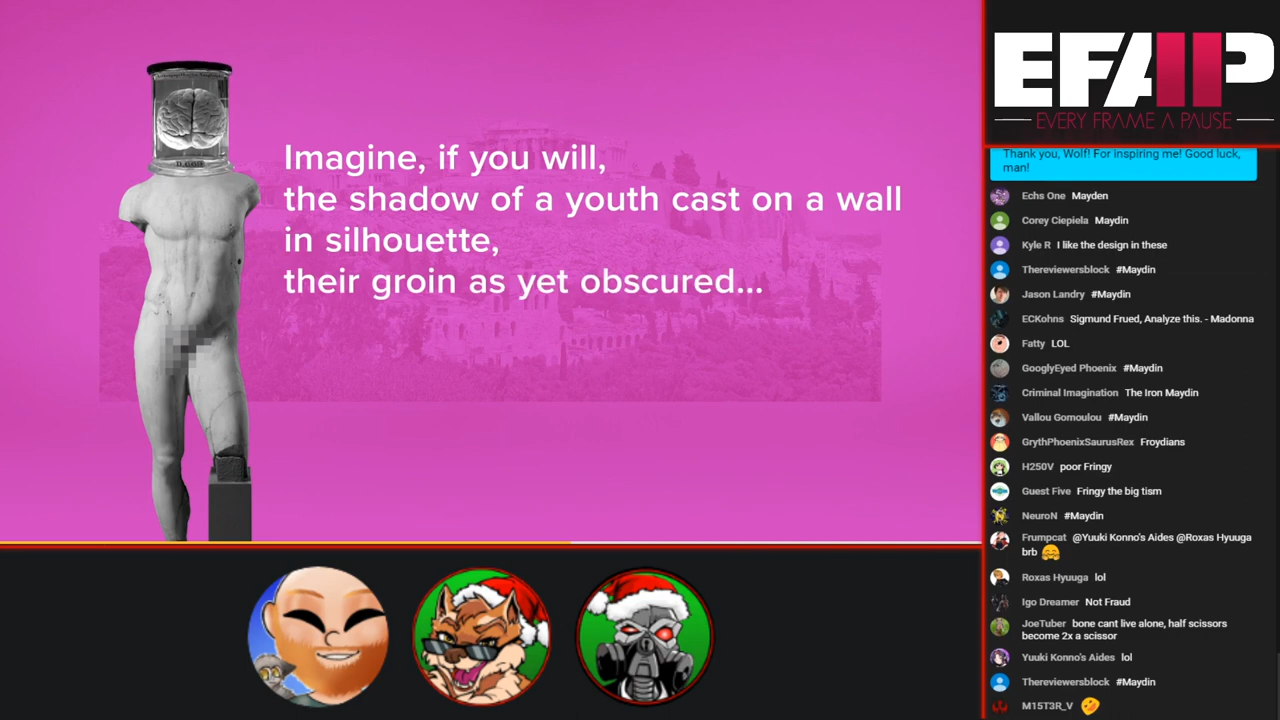 Imagine, if you will,
the shadow of a youth cast on a wall
in silhouette,
their groin as yet obscured...
EFAP
EVERY FRAME A PAUSE
Thank you, Wolf! For inspiring me! Good luck,
man!
Echs One Mayden
Corey Ciepiela Maydin
Kyle R I like the design in these
Thereviewersblock #Maydin
Jason Landry #Maydin
ECKohns Sigmund Frued, Analyze this. - Madonna
Fatty LOL
GooglyEyed Phoenix #Maydin
Criminal Imagination The Iron Maydin
Vallou Gomoulou #Maydin
GrythPhoenixSaurusRex Froydians
H250V poor Fringy
Guest Five Fringy the big tism
NeuroN #Maydin
Frumpcat @Yuuki Konno's Aides @Roxas Hyuuga
brb 🤗
Roxas Hyuuga lol
Igo Dreamer Not Fraud
JoeTuber bone cant live alone, half scissors
become 2x a scissor
Yuuki Konno's Aides lol
Thereviewersblock #Maydin
M15T3R_V